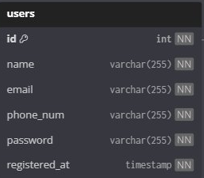 users
id int NN
name varchar(255) NN
email varchar(255) NN
phone_num varchar(255) NN
password varchar(255) NN
registered_at timestamp NN